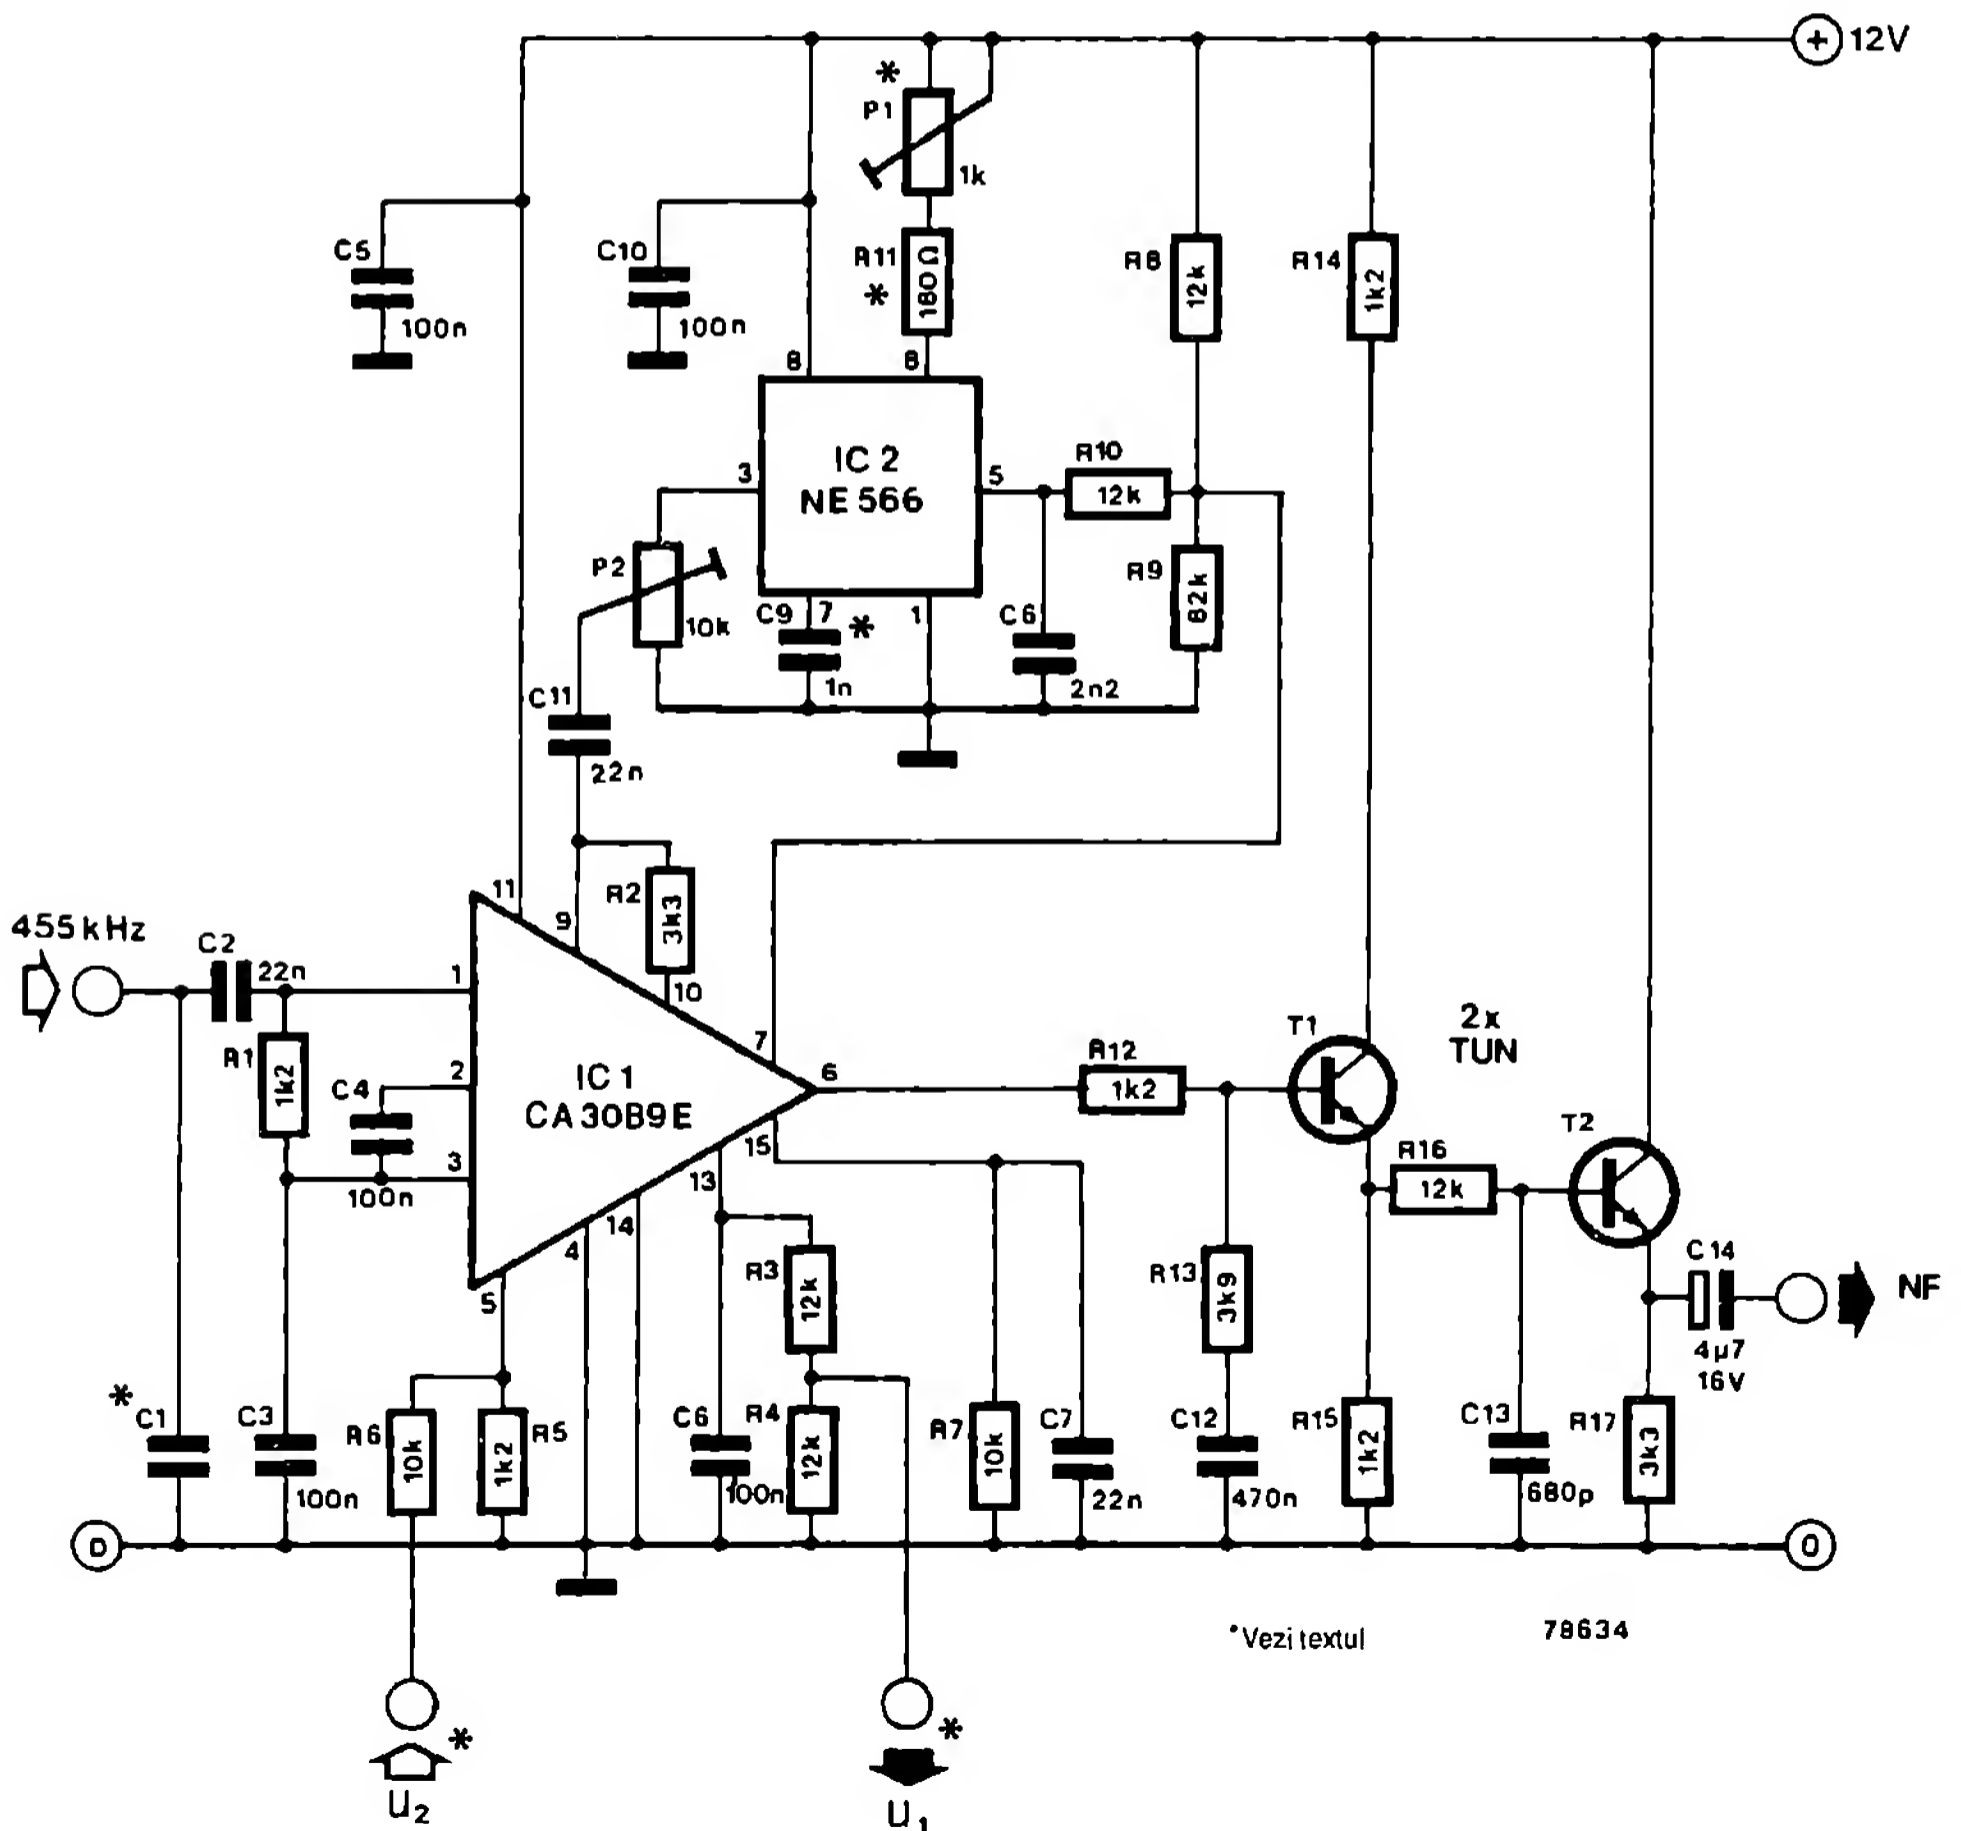 + 12V
*
P1
1k
C5
100n
C10
100n
R11
*
180Ω
R8
12k
R14
1k2
8
8
IC 2
NE 566
3
5
R10
12k
P2
10k
C9
7
*
1n
1
C6
2n2
R9
82k
C11
22n
11
9
R2
3k3
10
455 kHz
C2
22n
1
R1
1k2
C4
100n
2
3
IC 1
CA3089E
7
6
15
13
14
4
5
R12
1k2
T1
2x
TUN
T2
R16
12k
R3
12k
R13
3k9
C14
4µ7
16V
NF
*
C1
C3
100n
R6
10k
R5
1k2
C6
100n
R4
12k
R7
10k
C7
22n
C12
470n
R15
1k2
C13
680p
R17
3k3
0
0
*Vezi textul
78634
*
U2
*
U1